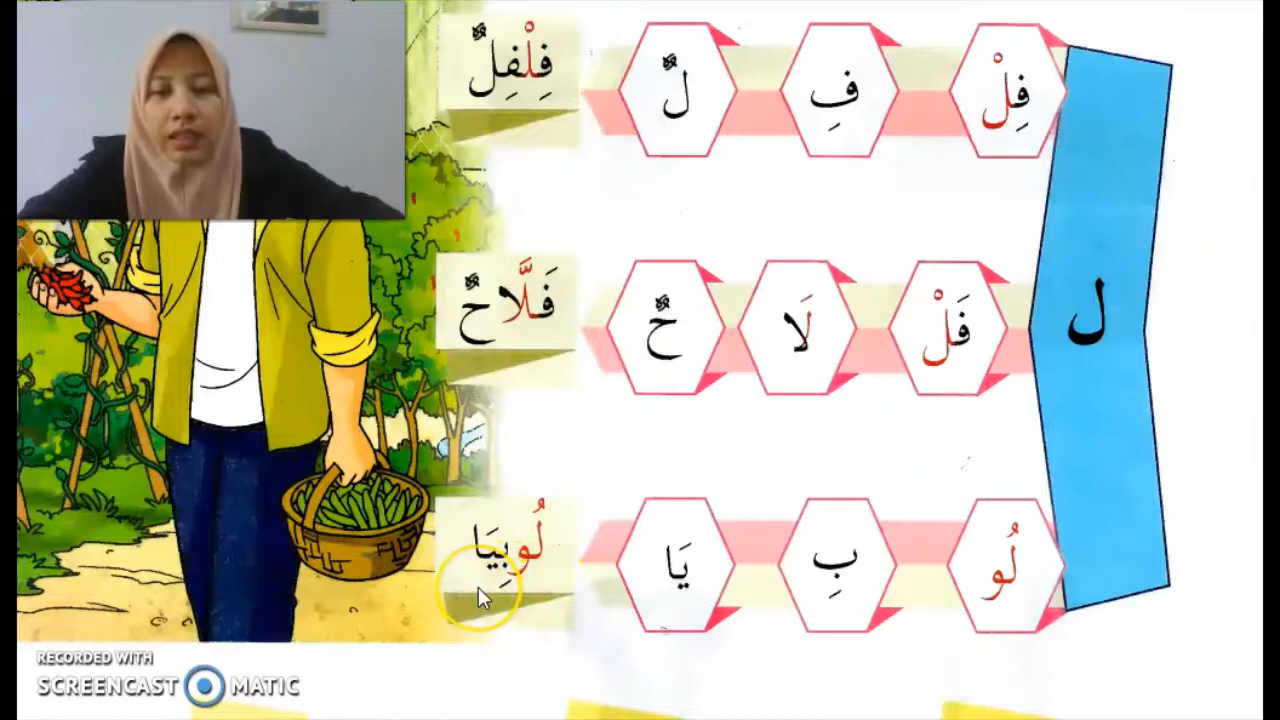 فِلْ فِ لٌ فِلْفِلٌ
ل
فَلْ لَا حٌ فَلَّاحٌ
لُو بِ يَا لُوبِيَا
RECORDED WITH
SCREENCAST MATIC